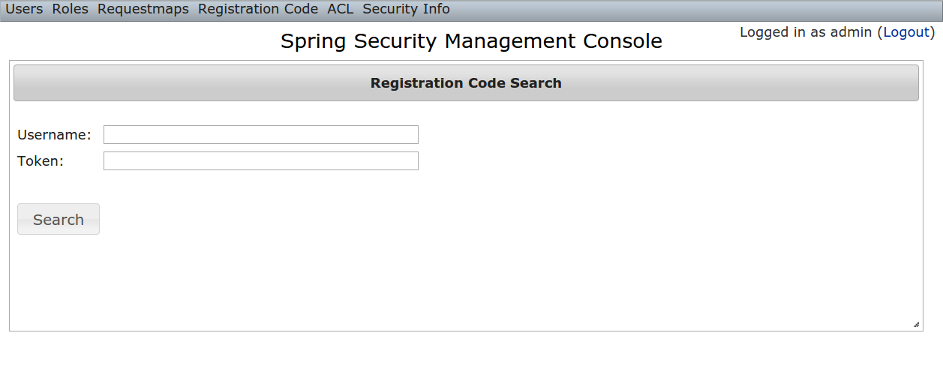 Users Roles Requestmaps Registration Code ACL Security Info
Logged in as admin (Logout)
Spring Security Management Console
Registration Code Search
Username:
Token:
Search